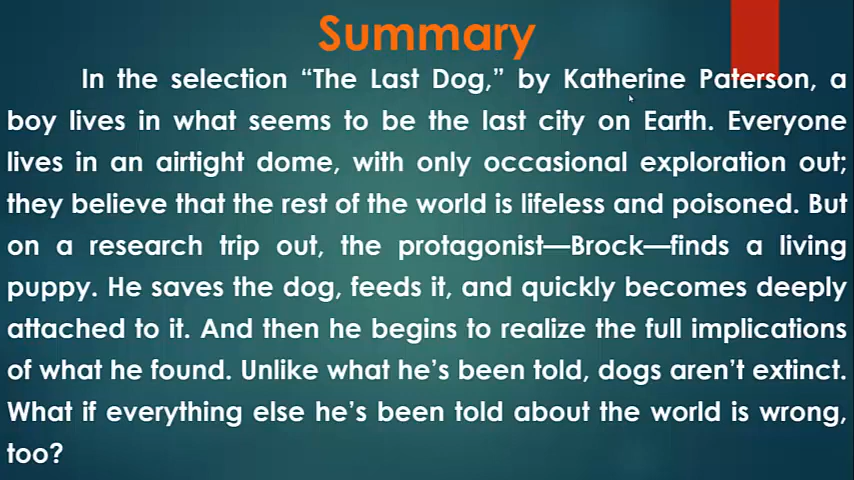 Summary
In the selection “The Last Dog,” by Katherine Paterson, a
boy lives in what seems to be the last city on Earth. Everyone
lives in an airtight dome, with only occasional exploration out;
they believe that the rest of the world is lifeless and poisoned. But
on a research trip out, the protagonist—Brock—finds a living
puppy. He saves the dog, feeds it, and quickly becomes deeply
attached to it. And then he begins to realize the full implications
of what he found. Unlike what he’s been told, dogs aren’t extinct.
What if everything else he’s been told about the world is wrong,
too?